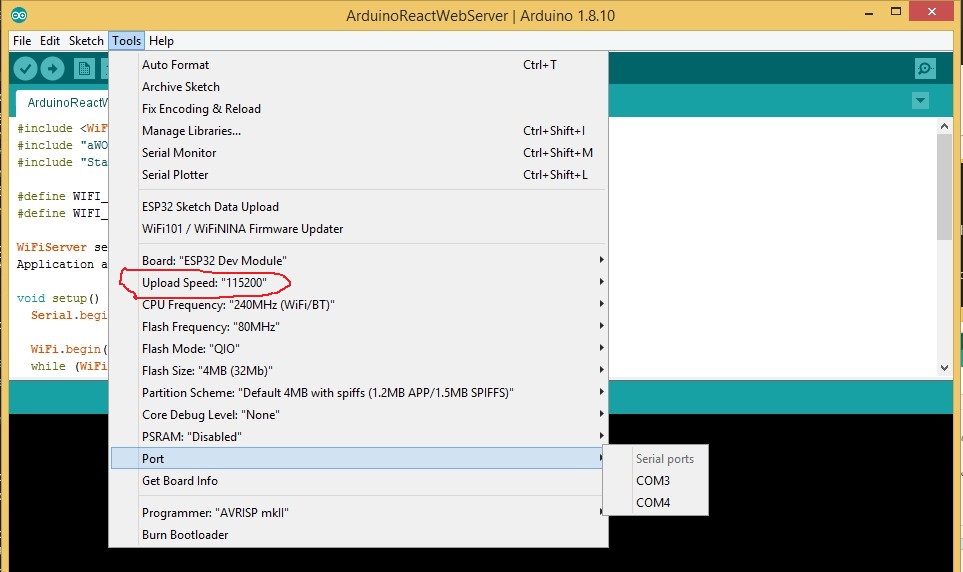 ArduinoReactWebServer | Arduino 1.8.10
File Edit Sketch Tools Help
Auto Format Ctrl+T
Archive Sketch
Fix Encoding & Reload
Manage Libraries... Ctrl+Shift+I
Serial Monitor Ctrl+Shift+M
Serial Plotter Ctrl+Shift+L
ESP32 Sketch Data Upload
WiFi101 / WiFiNINA Firmware Updater
Board: "ESP32 Dev Module"
Upload Speed: "115200"
CPU Frequency: "240MHz (WiFi/BT)"
Flash Frequency: "80MHz"
Flash Mode: "QIO"
Flash Size: "4MB (32Mb)"
Partition Scheme: "Default 4MB with spiffs (1.2MB APP/1.5MB SPIFFS)"
Core Debug Level: "None"
PSRAM: "Disabled"
Port
Get Board Info
Programmer: "AVRISP mkII"
Burn Bootloader
Serial ports
COM3
COM4
ArduinoReactW
#include <WiF
#include "aWO
#include "Sta
#define WIFI_
#define WIFI_
WiFiServer se
Application a
void setup()
Serial.begi
WiFi.begin(
while (WiFi